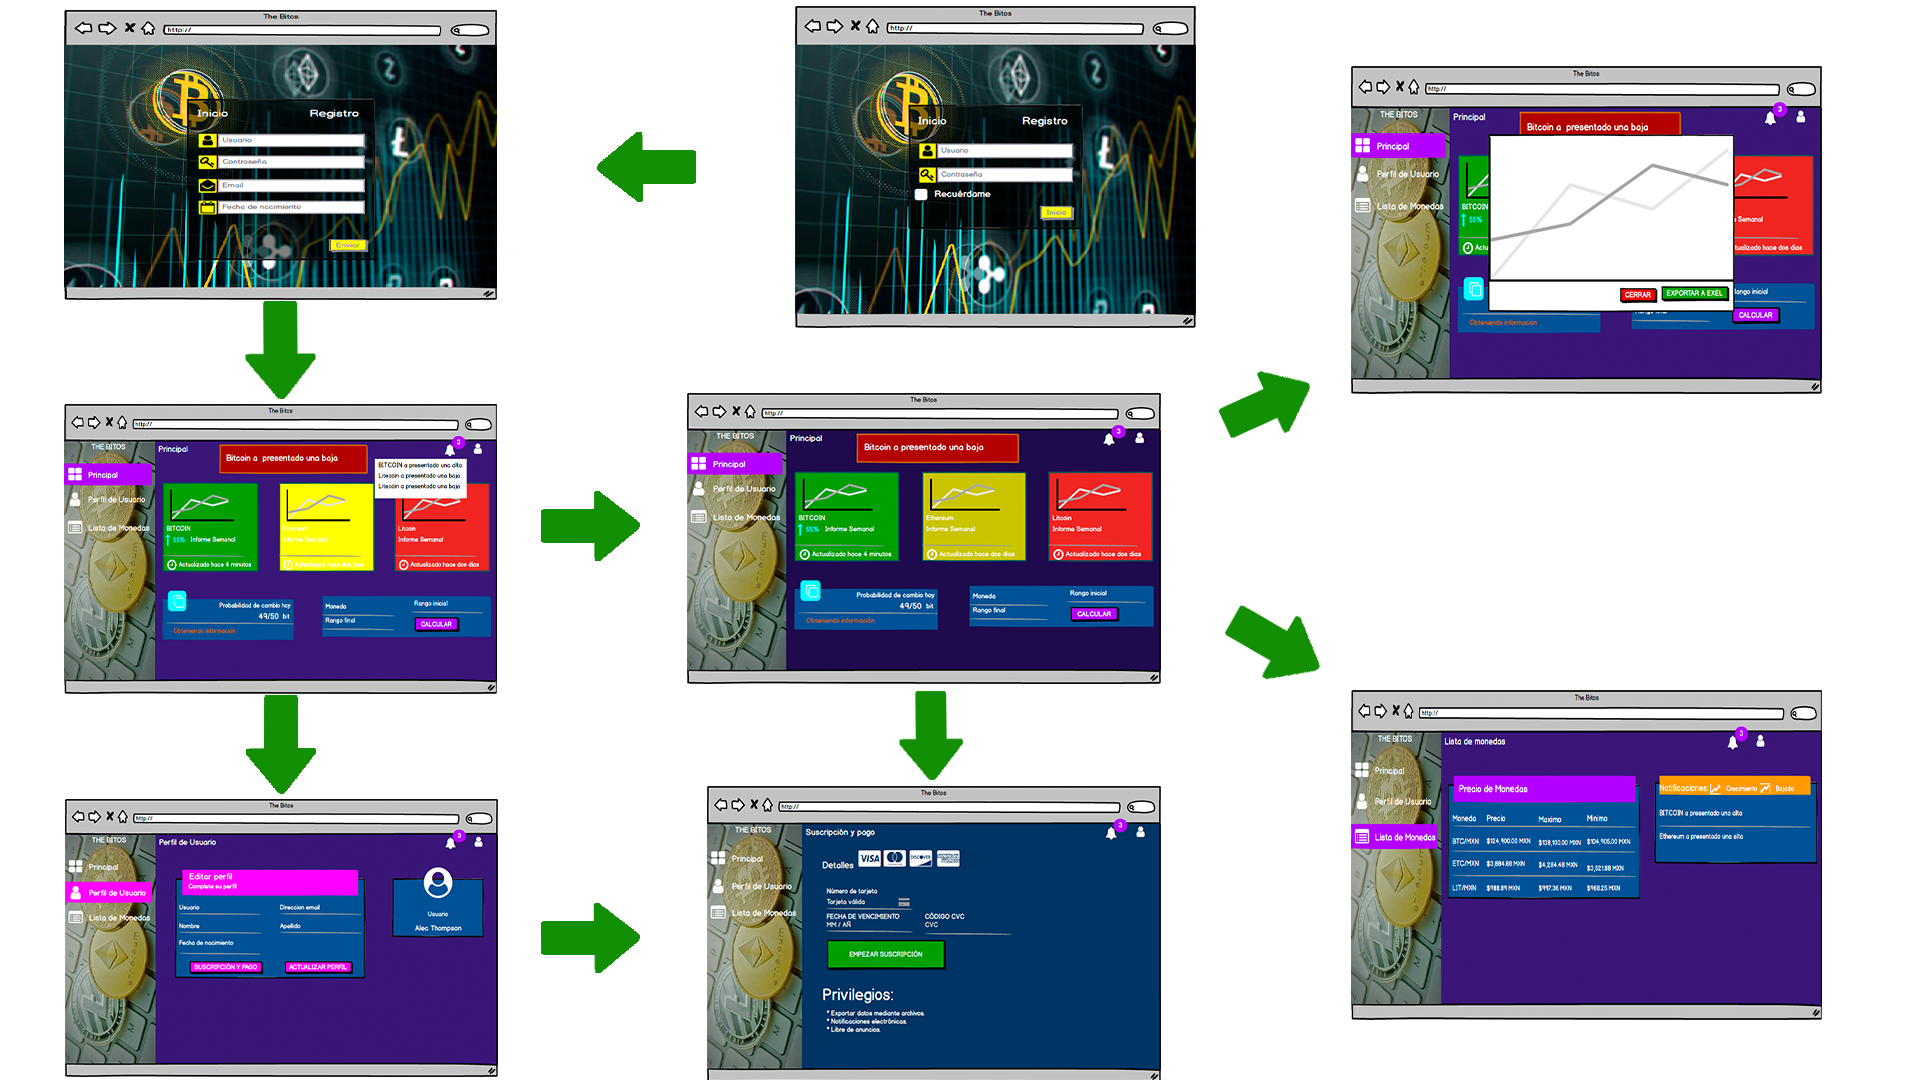 The Bitos
http://
Inicio
Registro
Usuario
Contraseña
Email
Fecha de nacimiento
Enviar
The Bitos
http://
Inicio
Registro
Usuario
Contraseña
Recuérdame
Inicio
The Bitos
http://
THE BITOS
Principal
3
Bitcoin a presentado una baja
Principal
Perfil de Usuario
Lista de Monedas
BITCOIN
55%
Semanal
tualizado hace dos dias
CERRAR
EXPORTAR A EXEL
Rango inicial
CALCULAR
Obteniendo informacion
The Bitos
http://
THE BITOS
Principal
3
Bitcoin a presentado una baja
BITCOIN a presentado una alta
Litecoin a presentado una baja
Litecoin a presentado una baja
Principal
Perfil de Usuario
Lista de Monedas
BITCOIN
55% Informe Semanal
Actualizado hace 4 minutos
Informe Semanal
Actualizado hace dos dias
Litcoin
Informe Semanal
Actualizado hace dos dias
Probabilidad de cambio hoy
49/50 bit
Obteniendo informacion
Moneda
Rango inicial
Rango final
CALCULAR
The Bitos
http://
THE BITOS
Principal
3
Bitcoin a presentado una baja
Principal
Perfil de Usuario
Lista de Monedas
BITCOIN
55% Informe Semanal
Actualizado hace 4 minutos
Ethereum
Informe Semanal
Actualizado hace dos dias
Litcoin
Informe Semanal
Actualizado hace dos dias
Probabilidad de cambio hoy
49/50 bit
Obteniendo información
Moneda
Rango inicial
Rango final
CALCULAR
The Bitos
http://
THE BITOS
Lista de monedas
3
Principal
Perfil de Usuario
Lista de Monedas
Precio de Monedas
Moneda Precio Maximo Minimo
BTC/MXN $124,900.00 MXN $138,100.00 MXN $104,905.00 MXN
ETC/MXN $3,884.88 MXN $4,284.48 MXN $3,521.88 MXN
LIT/MXN $988.89 MXN $997.36 MXN $968.25 MXN
Notificaciones: Crecimiento Bajada
BITCOIN a presentado una alta
Ethereum a presentado una alta
The Bitos
http://
THE BITOS
Perfil de Usuario
3
Principal
Perfil de Usuario
Lista de Monedas
Editar perfil
Complete su perfil
Usuario
Direccion email
Nombre
Apellido
Fecha de nacimiento
SUSCRIPCIÓN Y PAGO
ACTUALIZAR PERFIL
Usuario
Alec Thompson
The Bitos
http://
THE BITOS
Suscripción y pago
3
Principal
Perfil de Usuario
Lista de Monedas
Detalles
VISA
DISCOVER
Número de tarjeta
Tarjeta válida
FECHA DE VENCIMIENTO
CÓDIGO CVC
MM / AÑ
CVC
EMPEZAR SUSCRIPCIÓN
Privilegios:
* Exportar datos mediante archivos.
* Notificaciones electrónicas.
* Libre de anuncios.